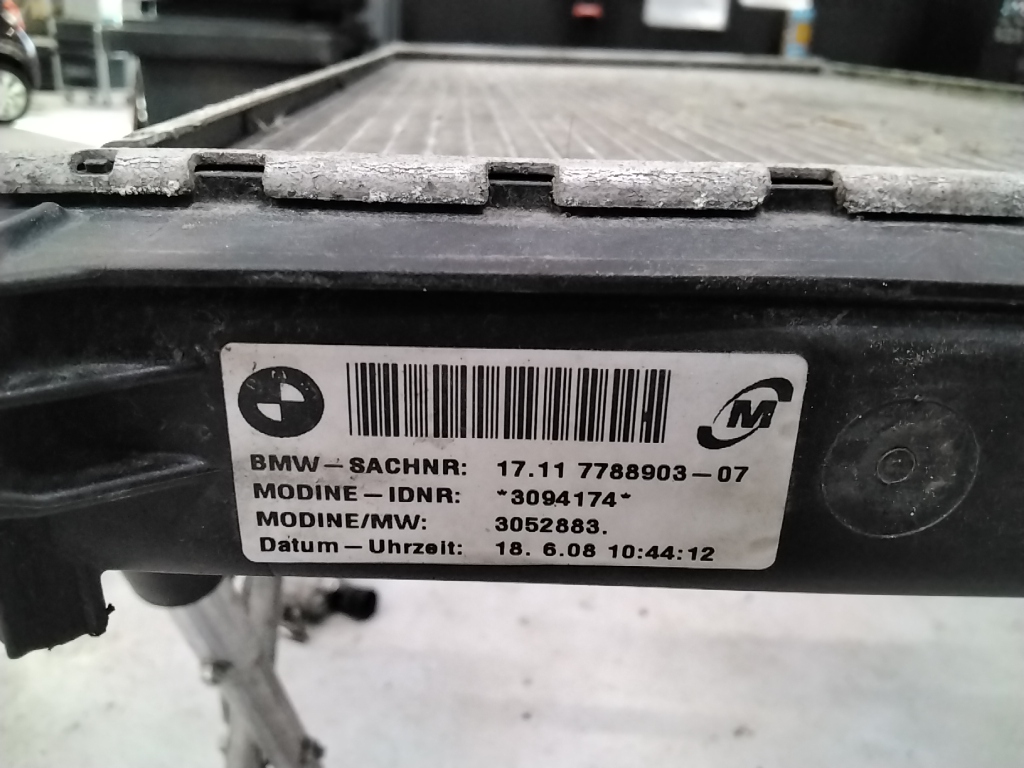 BMW-SACHNR: 17.11 7788903-07
MODINE-IDNR: *3094174*
MODINE/MW: 3052883.
Datum-Uhrzeit: 18. 6.08 10:44:12
M